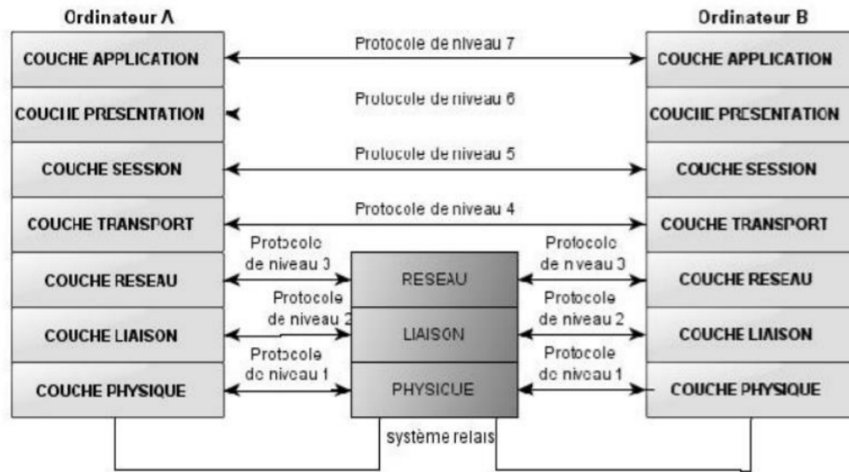 Ordinateur A
Ordinateur B
COUCHE APPLICATION
Protocole de niveau 7
COUCHE APPLICATION
COUCHE PRESENTATION
Protocole de niveau 6
COUCHE PRESENTATION
COUCHE SESSION
Protocole de niveau 5
COUCHE SESSION
COUCHE TRANSPORT
Protocole de niveau 4
COUCHE TRANSPORT
Protocole
de niveau 3
Protocole
de niveau 3
COUCHE RESEAU
RESEAU
COUCHE RESEAU
Protocole
de niveau 2
Protocole
de niveau 2
COUCHE LIAISON
LIAISON
COUCHE LIAISON
Protocole
de niveau 1
Protocole
de niveau 1
COUCHE PHYSIQUE
PHYSIQUE
COUCHE PHYSIQUE
système relais